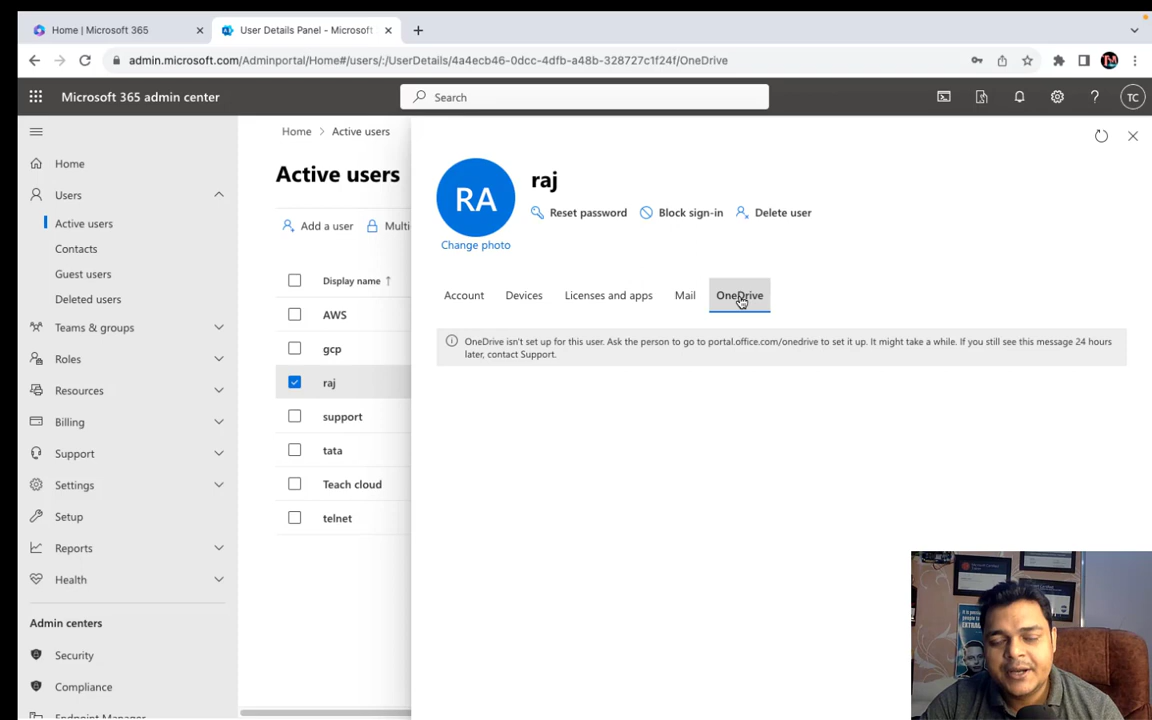 Home | Microsoft 365
User Details Panel - Microsoft
admin.microsoft.com/Adminportal/Home#/users/:/UserDetails/4a4ecb46-0dcc-4dfb-a48b-328727c1f24f/OneDrive
Microsoft 365 admin center
Search
TC
Home
Users
Active users
Contacts
Guest users
Deleted users
Teams & groups
Roles
Resources
Billing
Support
Settings
Setup
Reports
Health
Admin centers
Security
Compliance
Endpoint Manager
Home > Active users
Active users
Add a user
Multi
Display name ↑
AWS
gcp
raj
support
tata
Teach cloud
telnet
RA
Change photo
raj
Reset password
Block sign-in
Delete user
Account
Devices
Licenses and apps
Mail
OneDrive
OneDrive isn't set up for this user. Ask the person to go to portal.office.com/onedrive to set it up. It might take a while. If you still see this message 24 hours
later, contact Support.